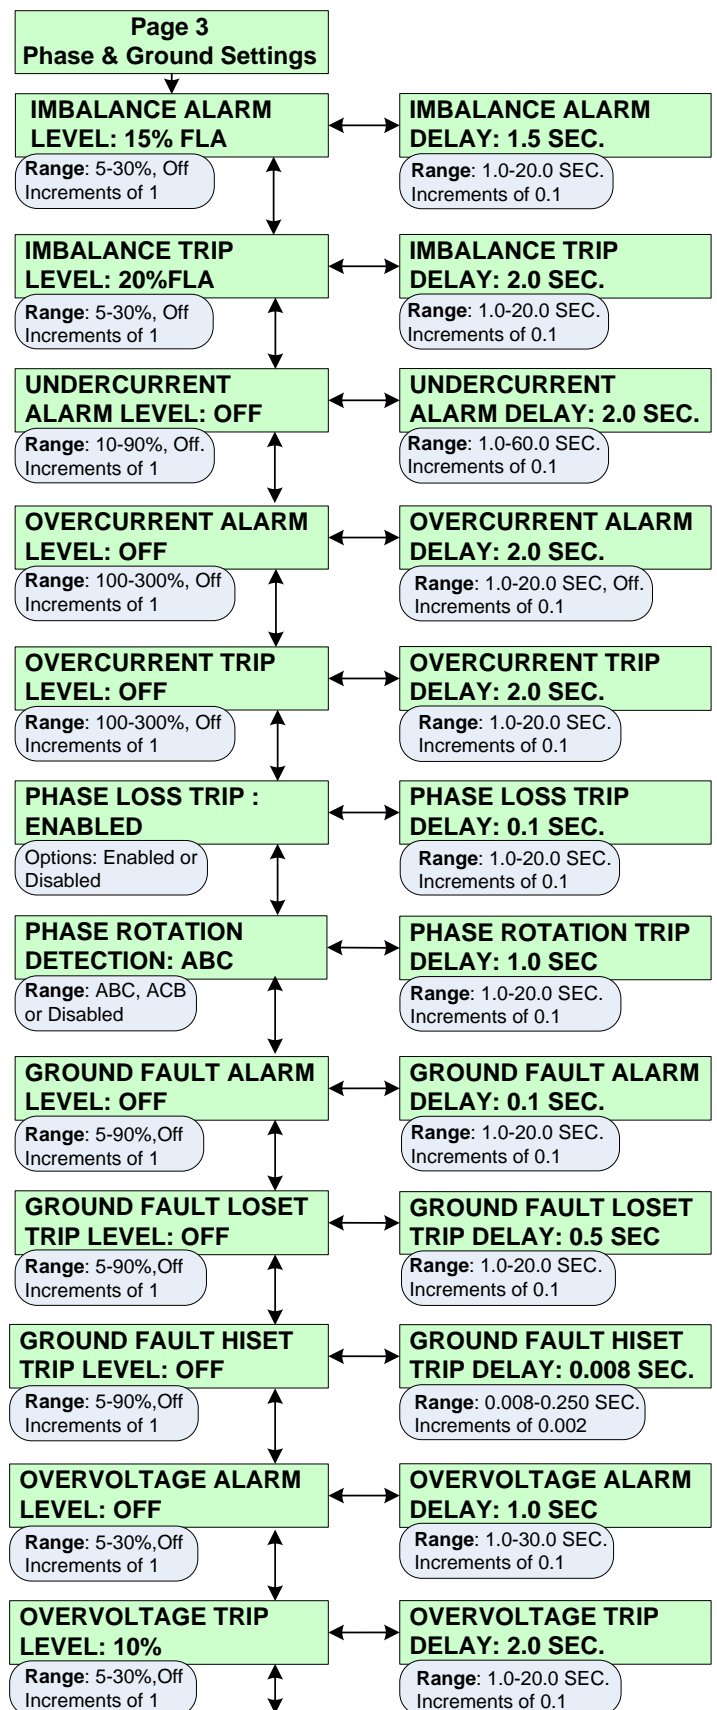 Page 3
Phase & Ground Settings
IMBALANCE ALARM
LEVEL: 15% FLA
Range: 5-30%, Off
Increments of 1
IMBALANCE ALARM
DELAY: 1.5 SEC.
Range: 1.0-20.0 SEC.
Increments of 0.1
IMBALANCE TRIP
LEVEL: 20%FLA
Range: 5-30%, Off
Increments of 1
IMBALANCE TRIP
DELAY: 2.0 SEC.
Range: 1.0-20.0 SEC.
Increments of 0.1
UNDERCURRENT
ALARM LEVEL: OFF
Range: 10-90%, Off.
Increments of 1
UNDERCURRENT
ALARM DELAY: 2.0 SEC.
Range: 1.0-60.0 SEC.
Increments of 0.1
OVERCURRENT ALARM
LEVEL: OFF
Range: 100-300%, Off
Increments of 1
OVERCURRENT ALARM
DELAY: 2.0 SEC.
Range: 1.0-20.0 SEC, Off.
Increments of 0.1
OVERCURRENT TRIP
LEVEL: OFF
Range: 100-300%, Off
Increments of 1
OVERCURRENT TRIP
DELAY: 2.0 SEC.
Range: 1.0-20.0 SEC.
Increments of 0.1
PHASE LOSS TRIP :
ENABLED
Options: Enabled or
Disabled
PHASE LOSS TRIP
DELAY: 0.1 SEC.
Range: 1.0-20.0 SEC.
Increments of 0.1
PHASE ROTATION
DETECTION: ABC
Range: ABC, ACB
or Disabled
PHASE ROTATION TRIP
DELAY: 1.0 SEC
Range: 1.0-20.0 SEC.
Increments of 0.1
GROUND FAULT ALARM
LEVEL: OFF
Range: 5-90%,Off
Increments of 1
GROUND FAULT ALARM
DELAY: 0.1 SEC.
Range: 1.0-20.0 SEC.
Increments of 0.1
GROUND FAULT LOSET
TRIP LEVEL: OFF
Range: 5-90%,Off
Increments of 1
GROUND FAULT LOSET
TRIP DELAY: 0.5 SEC
Range: 1.0-20.0 SEC.
Increments of 0.1
GROUND FAULT HISET
TRIP LEVEL: OFF
Range: 5-90%,Off
Increments of 1
GROUND FAULT HISET
TRIP DELAY: 0.008 SEC.
Range: 0.008-0.250 SEC.
Increments of 0.002
OVERVOLTAGE ALARM
LEVEL: OFF
Range: 5-30%,Off
Increments of 1
OVERVOLTAGE ALARM
DELAY: 1.0 SEC
Range: 1.0-30.0 SEC.
Increments of 0.1
OVERVOLTAGE TRIP
LEVEL: 10%
Range: 5-30%,Off
Increments of 1
OVERVOLTAGE TRIP
DELAY: 2.0 SEC.
Range: 1.0-20.0 SEC.
Increments of 0.1